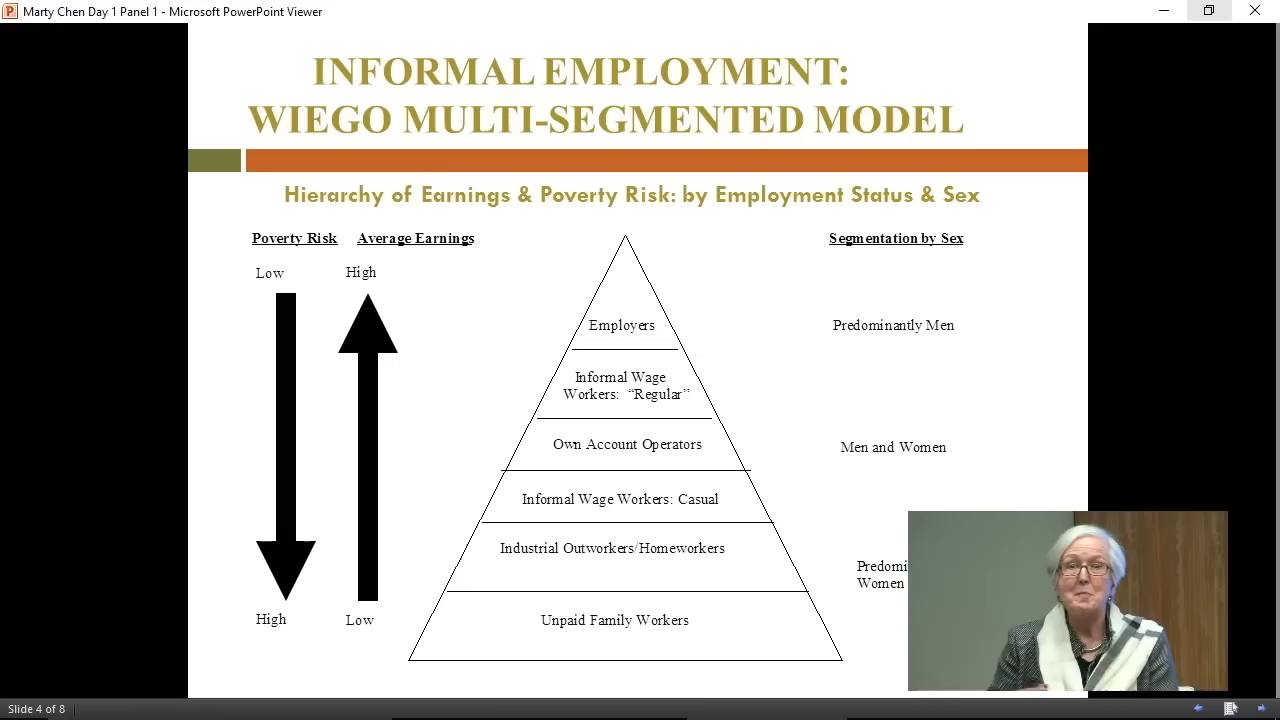 Marty Chen Day 1 Panel 1 - Microsoft PowerPoint Viewer
INFORMAL EMPLOYMENT:
WIEGO MULTI-SEGMENTED MODEL
Hierarchy of Earnings & Poverty Risk: by Employment Status & Sex
Poverty Risk Average Earnings Segmentation by Sex
Low High
Employers Predominantly Men
Informal Wage
Workers: “Regular”
Own Account Operators Men and Women
Informal Wage Workers: Casual
Industrial Outworkers/Homeworkers
Women
High Low Unpaid Family Workers
Slide 4 of 8